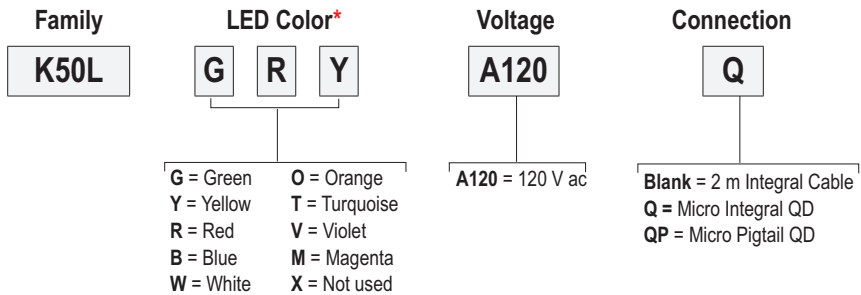 Family
LED Color*
Voltage
Connection
K50L
G R Y
A120
Q
G = Green
Y = Yellow
R = Red
B = Blue
W = White
O = Orange
T = Turquoise
V = Violet
M = Magenta
X = Not used
A120 = 120 V ac
Blank = 2 m Integral Cable
Q = Micro Integral QD
QP = Micro Pigtail QD